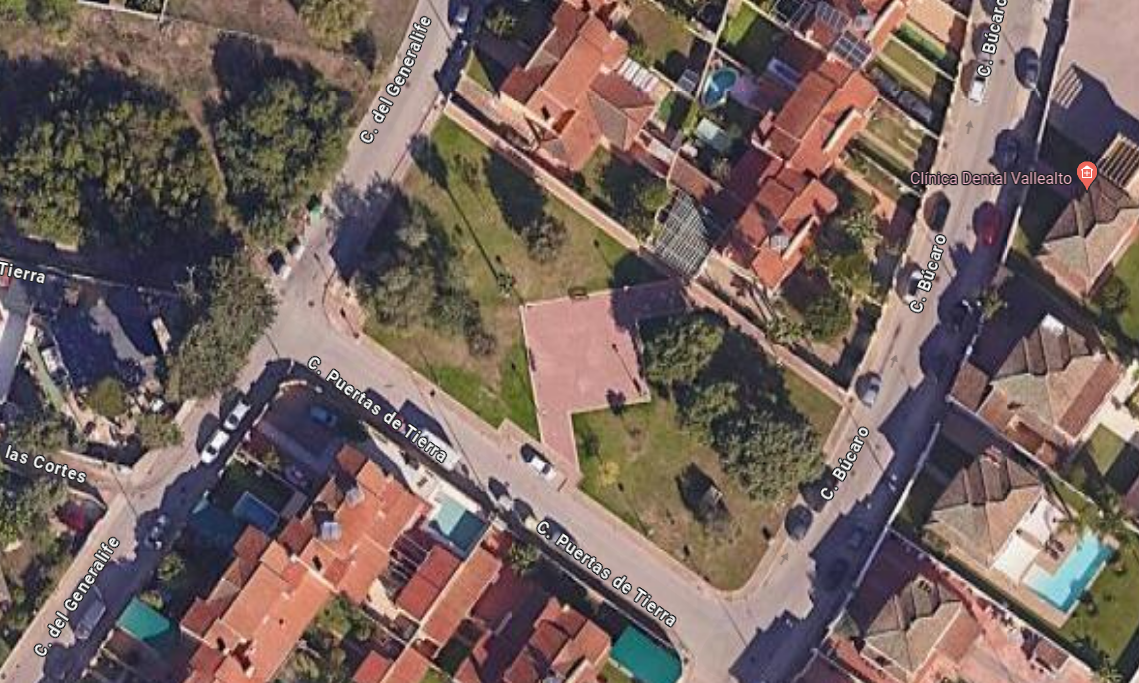 C. Búcaro
C. del Generalife
Clínica Dental Vallealto
C. Búcaro
Tierra
C. Puertas de Tierra
las Cortes
C. Búcaro
C. Puertas de Tierra
C. del Generalife